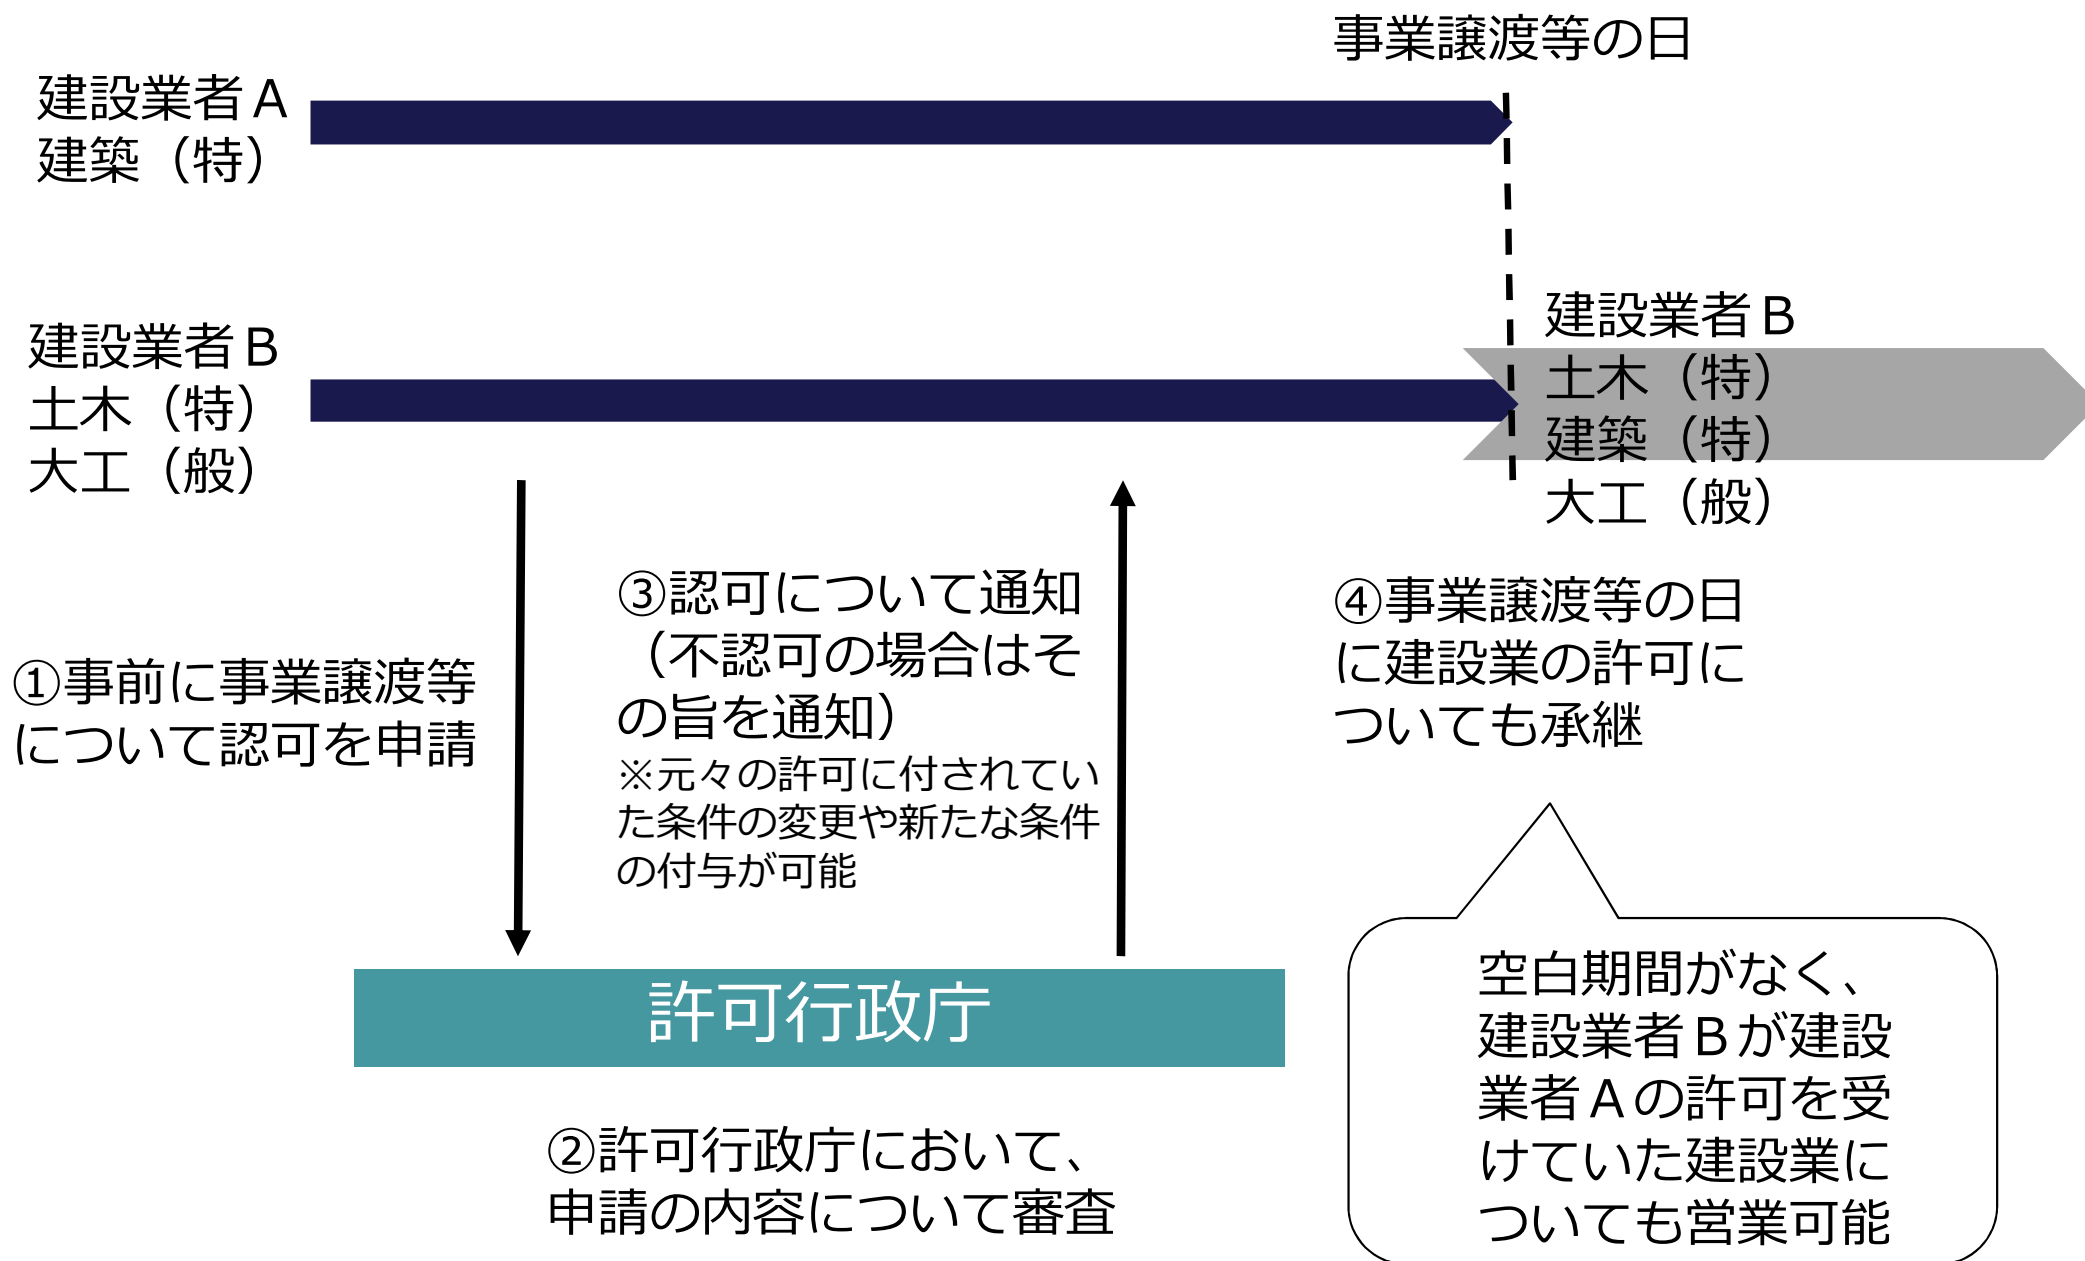 事業譲渡等の日
建設業者A
建築（特）
建設業者B
土木（特）
大工（般）
建設業者B
土木（特）
建築（特）
大工（般）
①事前に事業譲渡等
について認可を申請
③認可について通知
（不認可の場合はそ
の旨を通知）
※元々の許可に付されてい
た条件の変更や新たな条件
の付与が可能
④事業譲渡等の日
に建設業の許可に
ついても承継
許可行政庁
②許可行政庁において、
申請の内容について審査
空白期間がなく、
建設業者Bが建設
業者Aの許可を受
けていた建設業に
ついても営業可能